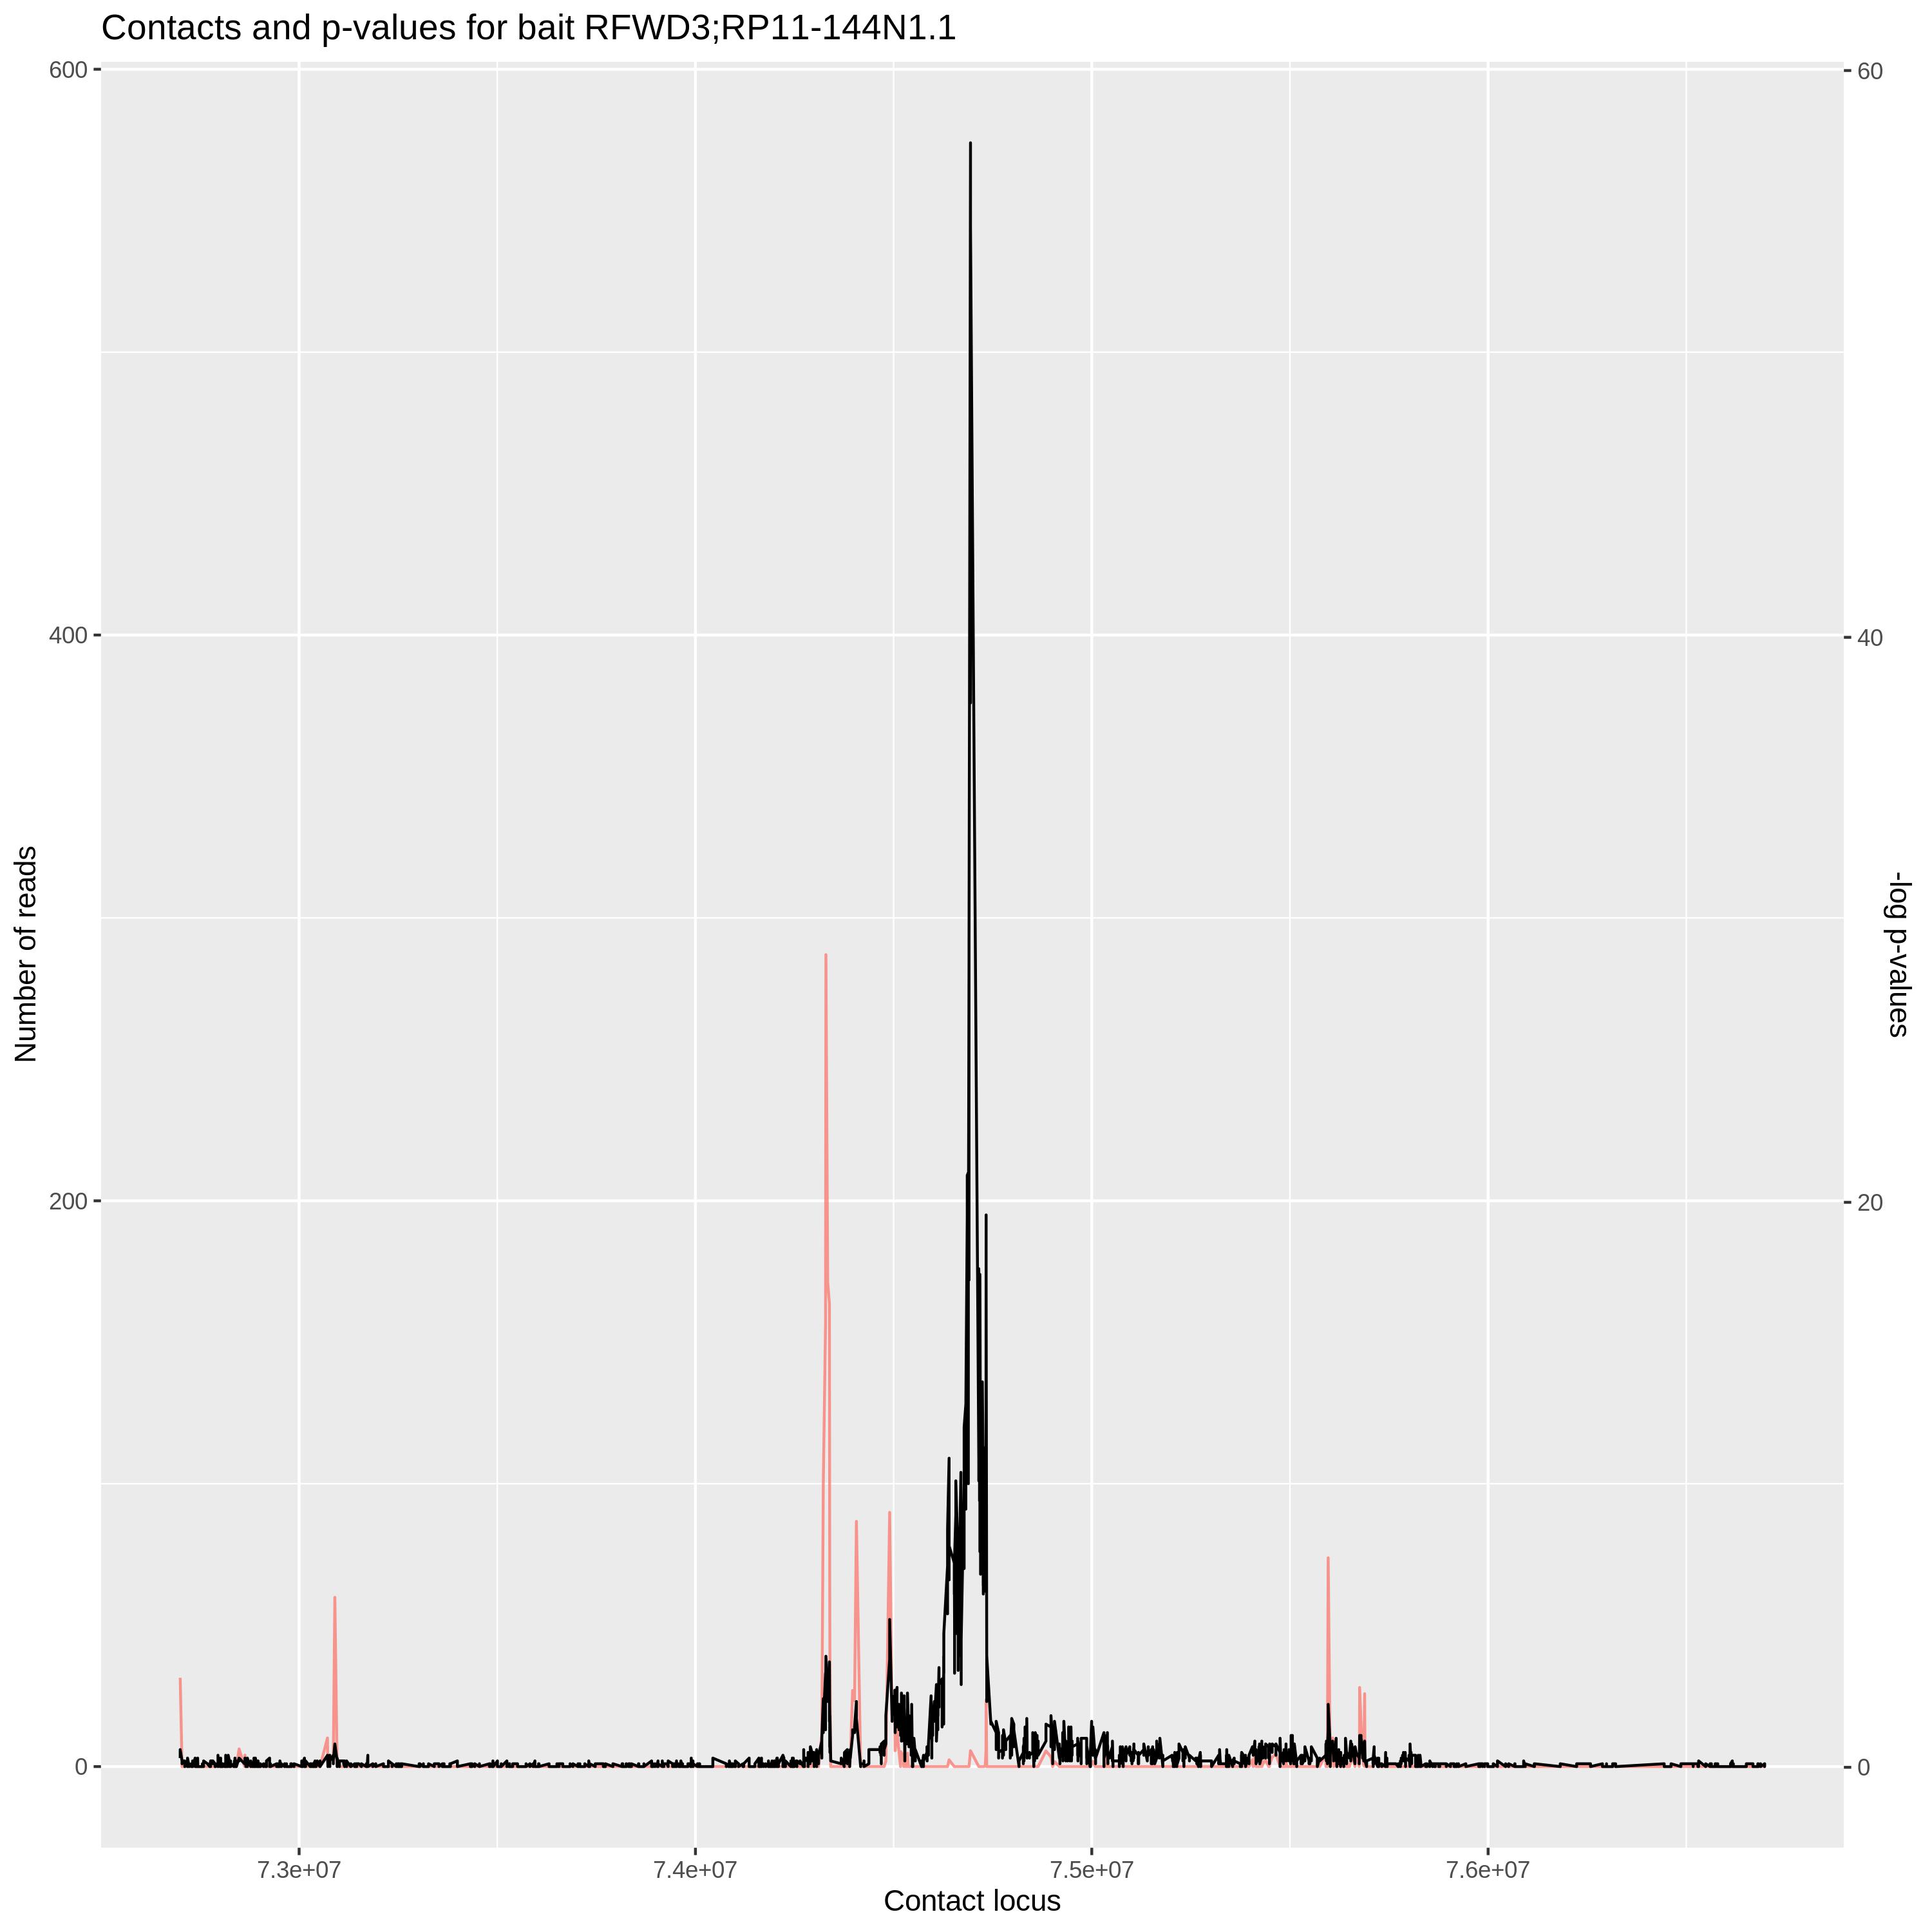 Contacts and p-values for bait RFWD3;RP11-144N1.1
600
400
200
0
60
40
20
0
Number of reads
-log p-values
7.3e+07
7.4e+07
7.5e+07
7.6e+07
Contact locus